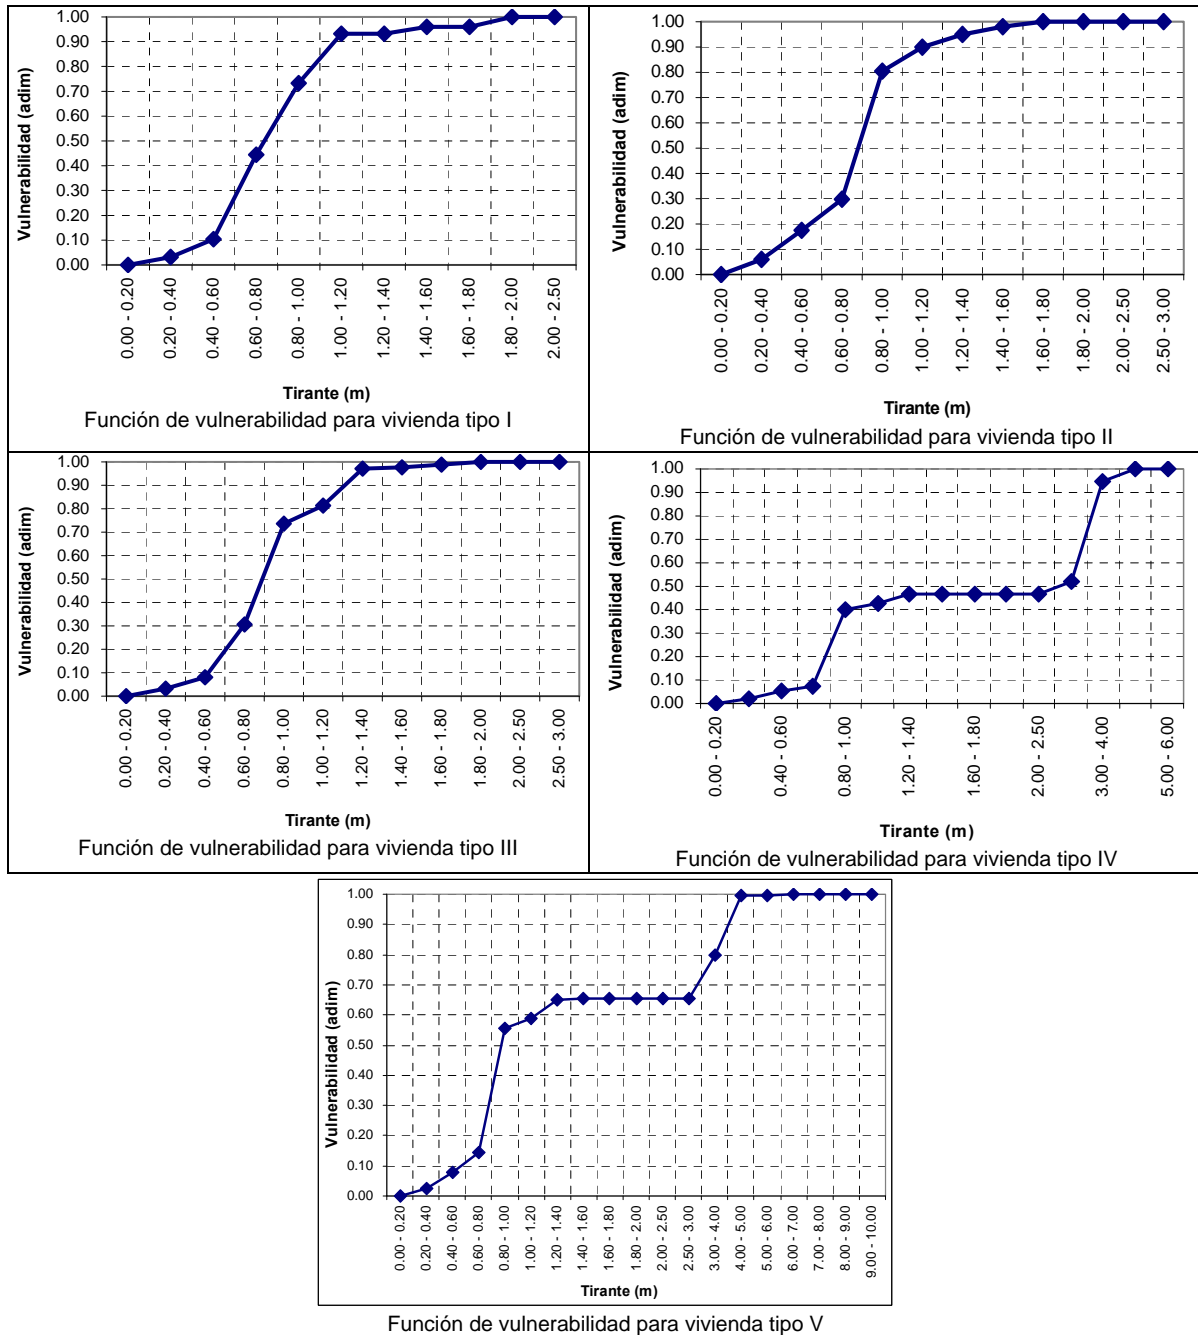 Vulnerabilidad (adim)
1.00
0.90
0.80
0.70
0.60
0.50
0.40
0.30
0.20
0.10
0.00
0.00 - 0.20
0.20 - 0.40
0.40 - 0.60
0.60 - 0.80
0.80 - 1.00
1.00 - 1.20
1.20 - 1.40
1.40 - 1.60
1.60 - 1.80
1.80 - 2.00
2.00 - 2.50
Tirante (m)
Función de vulnerabilidad para vivienda tipo I
Vulnerabilidad (adim)
1.00
0.90
0.80
0.70
0.60
0.50
0.40
0.30
0.20
0.10
0.00
0.00 - 0.20
0.20 - 0.40
0.40 - 0.60
0.60 - 0.80
0.80 - 1.00
1.00 - 1.20
1.20 - 1.40
1.40 - 1.60
1.60 - 1.80
1.80 - 2.00
2.00 - 2.50
2.50 - 3.00
Tirante (m)
Función de vulnerabilidad para vivienda tipo II
Vulnerabilidad (adim)
1.00
0.90
0.80
0.70
0.60
0.50
0.40
0.30
0.20
0.10
0.00
0.00 - 0.20
0.20 - 0.40
0.40 - 0.60
0.60 - 0.80
0.80 - 1.00
1.00 - 1.20
1.20 - 1.40
1.40 - 1.60
1.60 - 1.80
1.80 - 2.00
2.00 - 2.50
2.50 - 3.00
Tirante (m)
Función de vulnerabilidad para vivienda tipo III
Vulnerabilidad (adim)
1.00
0.90
0.80
0.70
0.60
0.50
0.40
0.30
0.20
0.10
0.00
0.00 - 0.20
0.40 - 0.60
0.80 - 1.00
1.20 - 1.40
1.60 - 1.80
2.00 - 2.50
3.00 - 4.00
5.00 - 6.00
Tirante (m)
Función de vulnerabilidad para vivienda tipo IV
Vulnerabilidad (adim)
1.00
0.90
0.80
0.70
0.60
0.50
0.40
0.30
0.20
0.10
0.00
0.00 - 0.20
0.20 - 0.40
0.40 - 0.60
0.60 - 0.80
0.80 - 1.00
1.00 - 1.20
1.20 - 1.40
1.40 - 1.60
1.60 - 1.80
1.80 - 2.00
2.00 - 2.50
2.50 - 3.00
3.00 - 4.00
4.00 - 5.00
5.00 - 6.00
6.00 - 7.00
7.00 - 8.00
8.00 - 9.00
9.00 - 10.00
Tirante (m)
Función de vulnerabilidad para vivienda tipo V